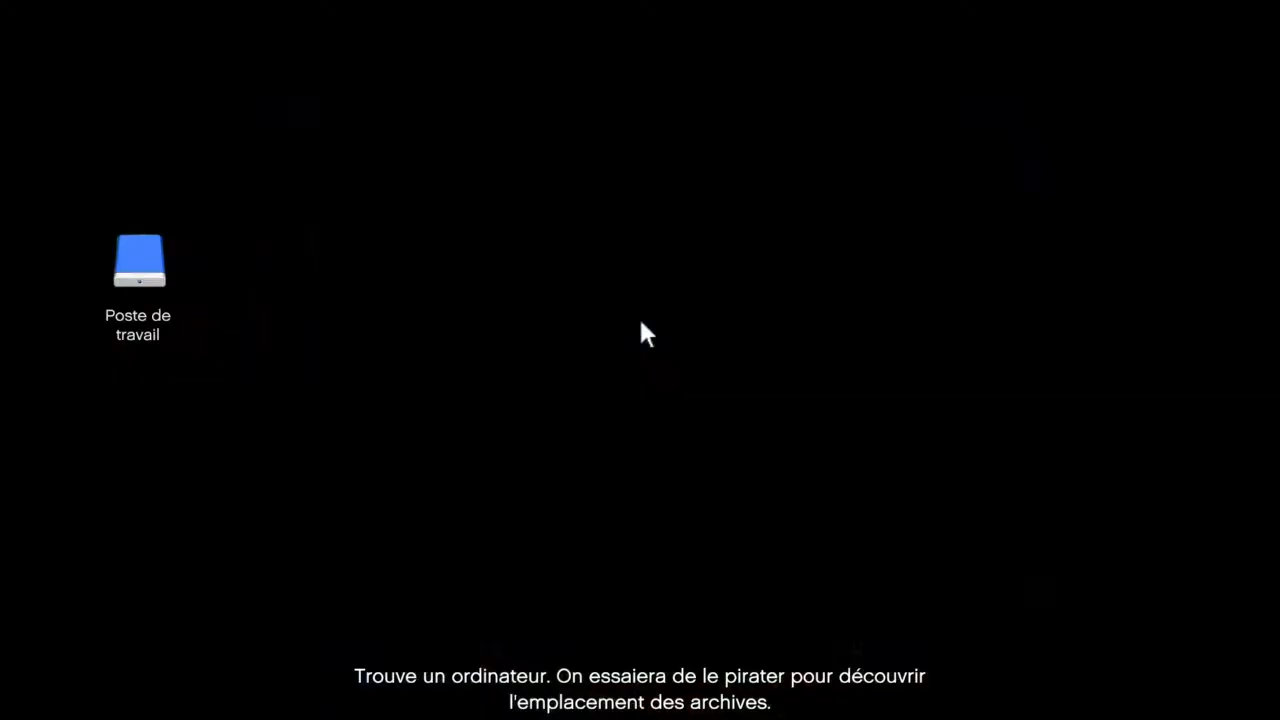 Poste de
travail
Trouve un ordinateur. On essaiera de le pirater pour découvrir
l'emplacement des archives.